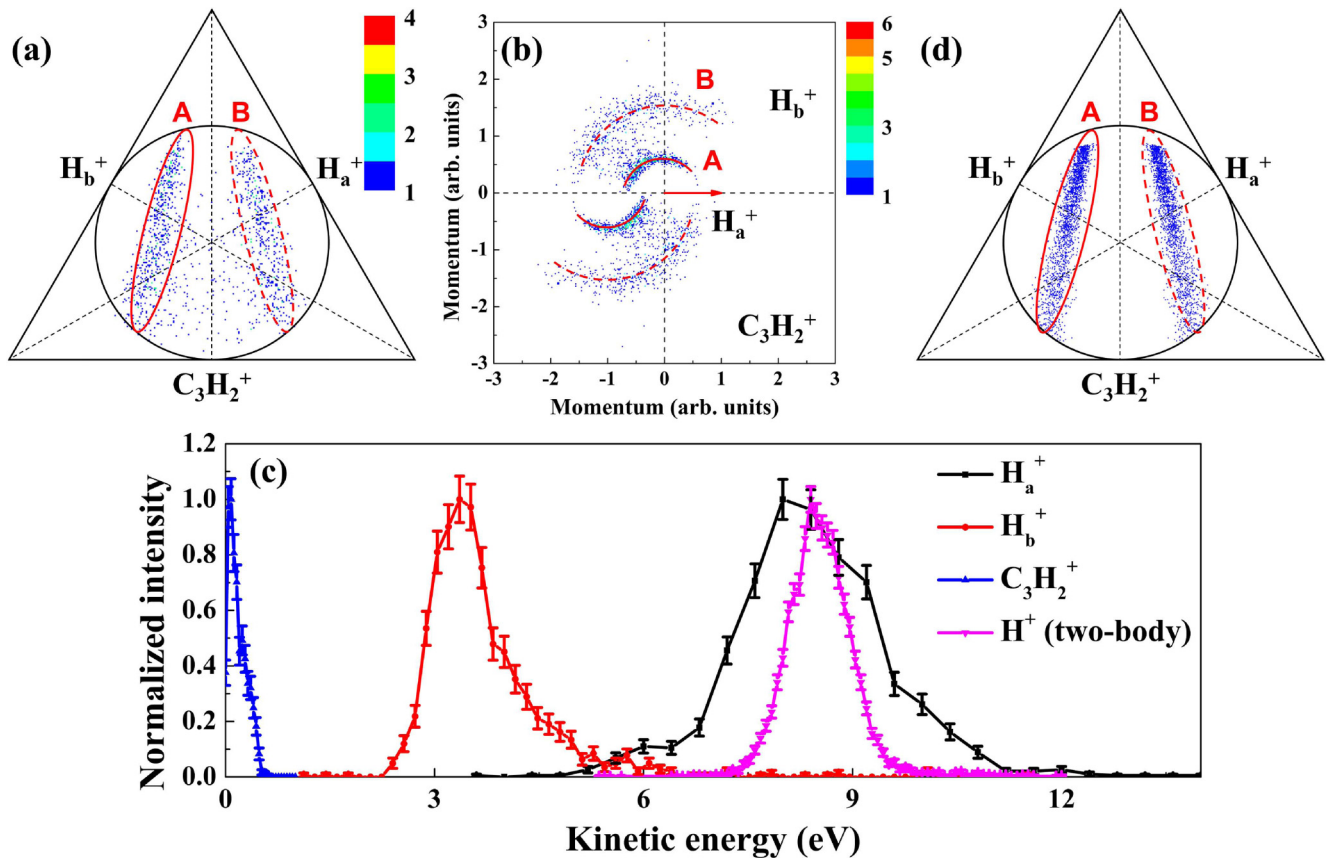 (a)
A
B
H_b^+
H_a^+
C_3H_2^+
4
3
2
1
(b)
Momentum (arb. units)
3
2
1
0
-1
-2
-3
B
A
H_b^+
H_a^+
C_3H_2^+
-3 -2 -1 0 1 2 3
Momentum (arb. units)
6
5
3
1
(d)
A
B
H_b^+
H_a^+
C_3H_2^+
(c)
Normalized intensity
1.2
1.0
0.8
0.6
0.4
0.2
0.0
H_a^+
H_b^+
C_3H_2^+
H^+ (two-body)
0 3 6 9 12
Kinetic energy (eV)